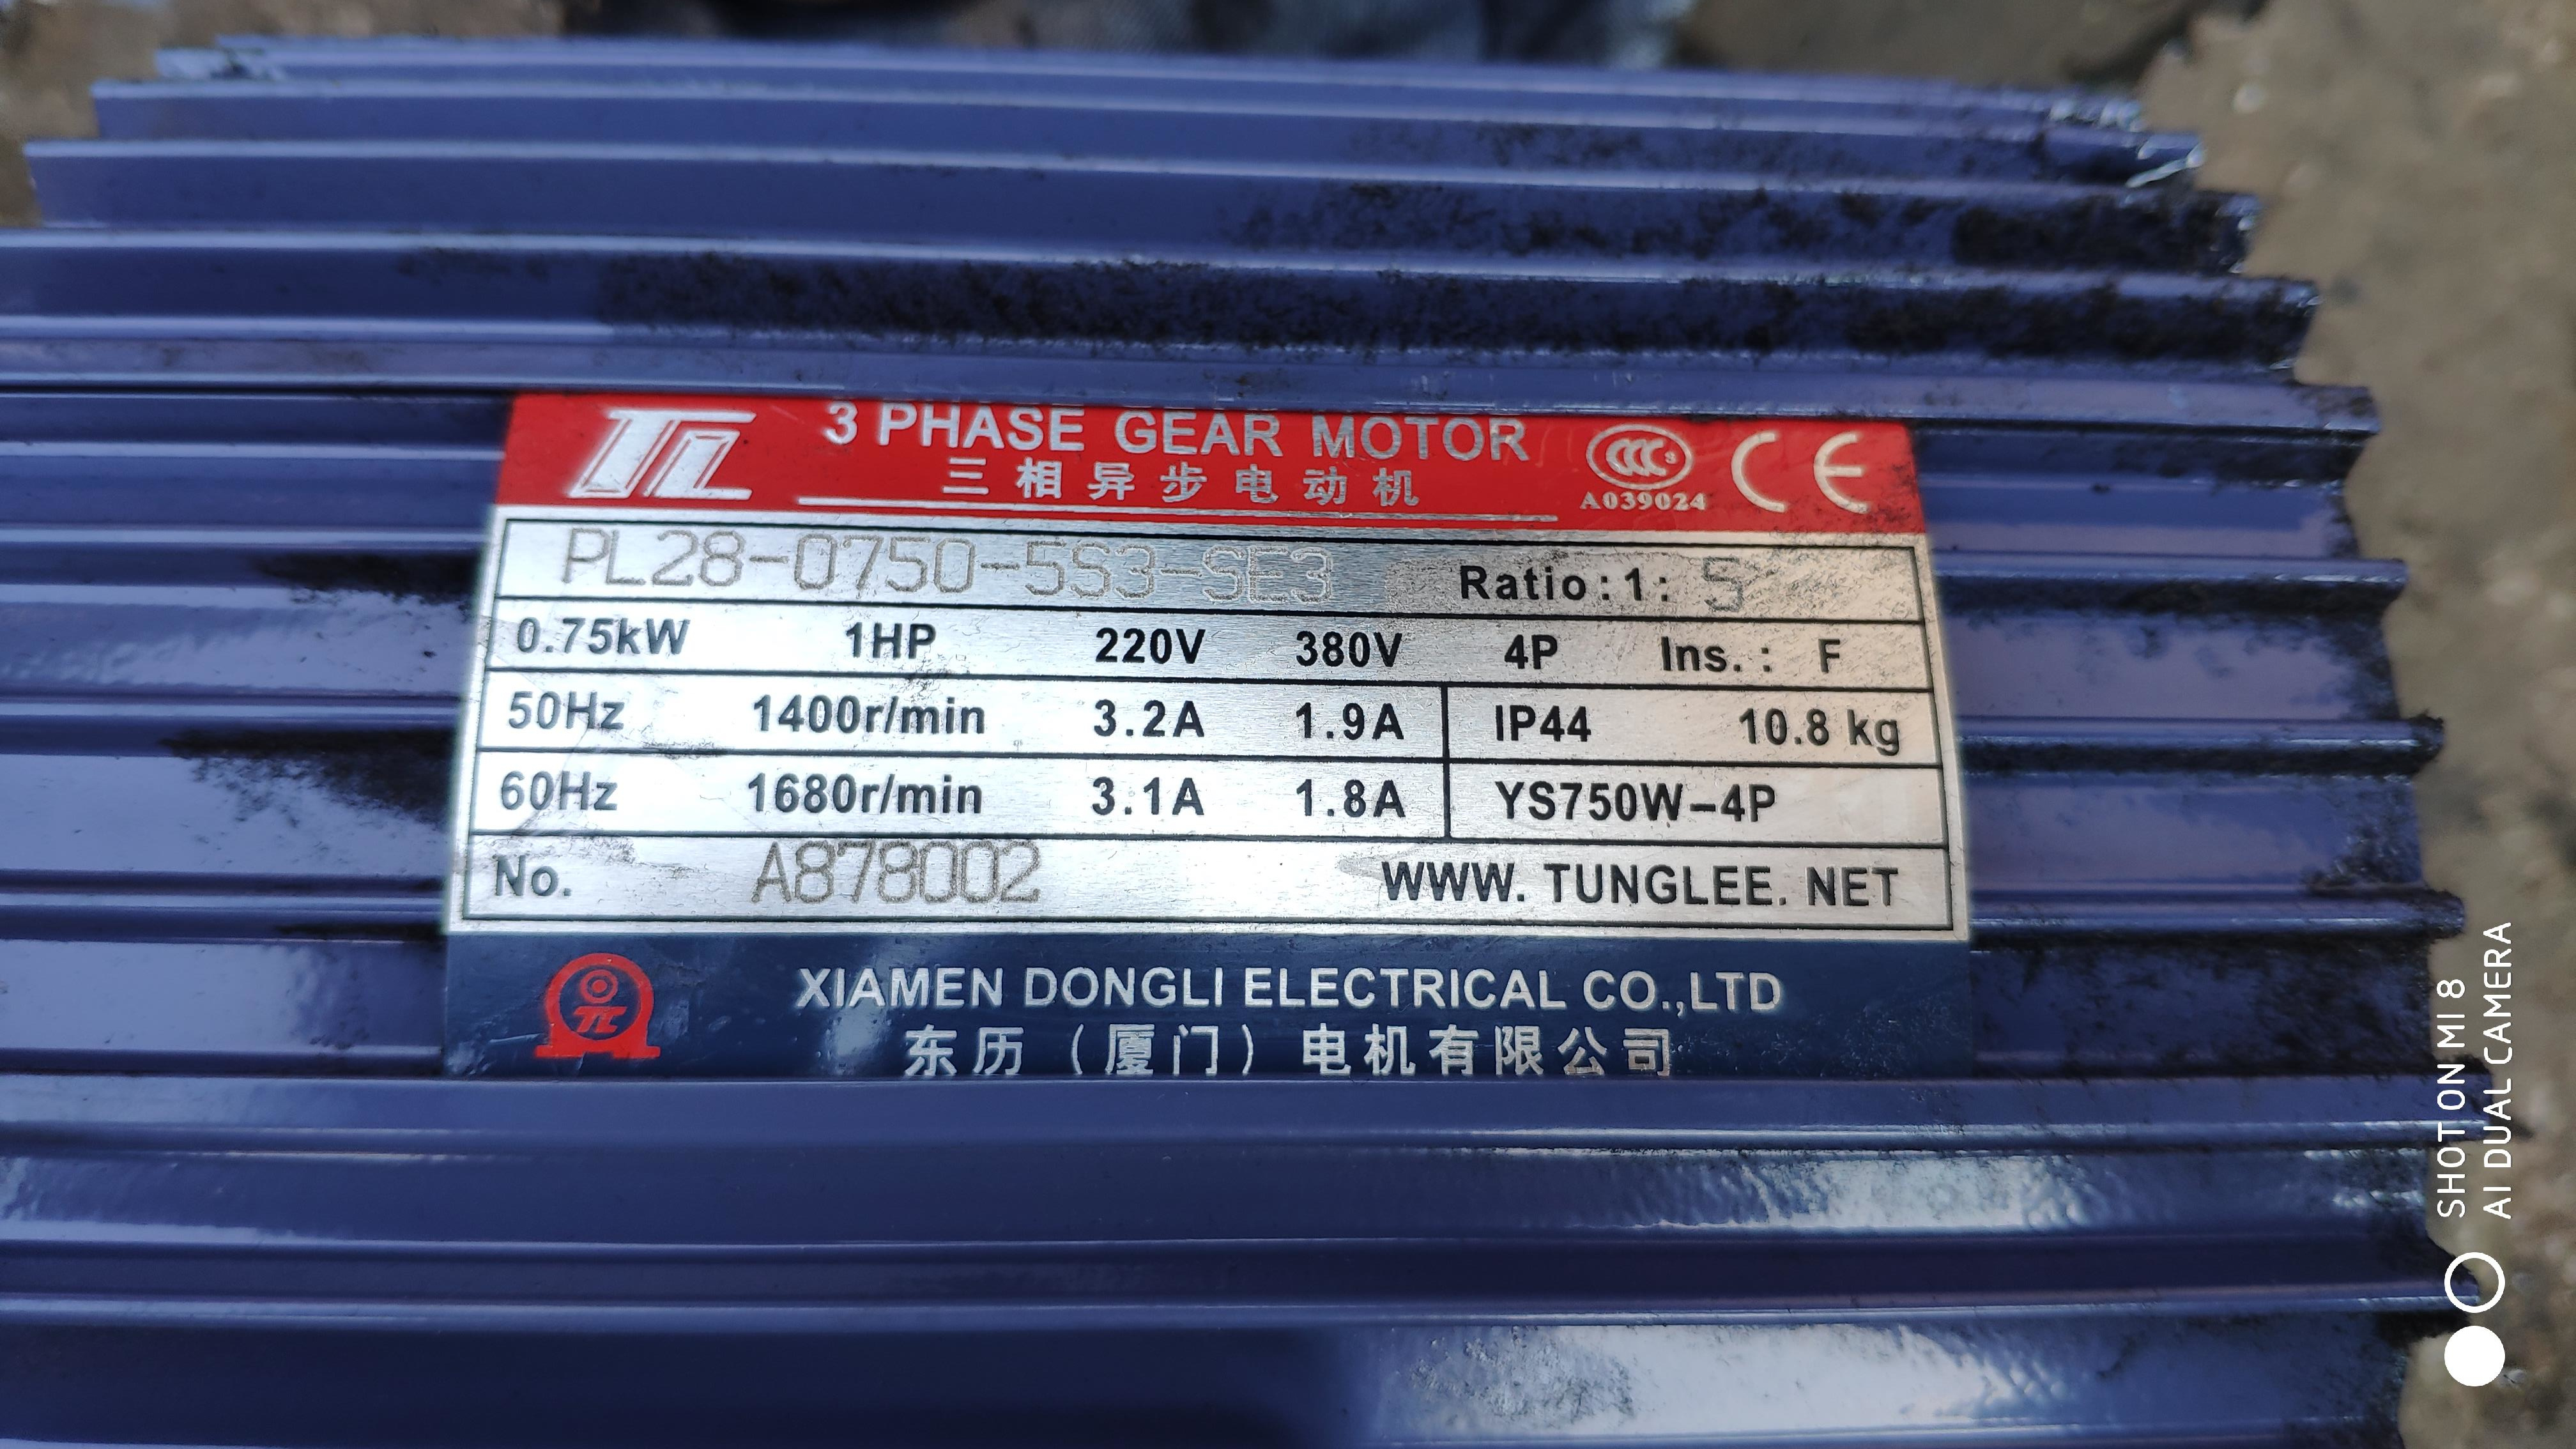 TL 3 PHASE GEAR MOTOR CCC S CE
三相异步电动机 A039024
PL28-0750-5S3-SE3 Ratio:1: 5
0.75kW 1HP 220V 380V 4P Ins.: F
50Hz 1400r/min 3.2A 1.9A IP44 10.8 kg
60Hz 1680r/min 3.1A 1.8A YS750W-4P
No. A878002 WWW. TUNGLEE. NET
TL XIAMEN DONGLI ELECTRICAL CO.,LTD
东历（厦门）电机有限公司
SHOT ON MI 8
AI DUAL CAMERA